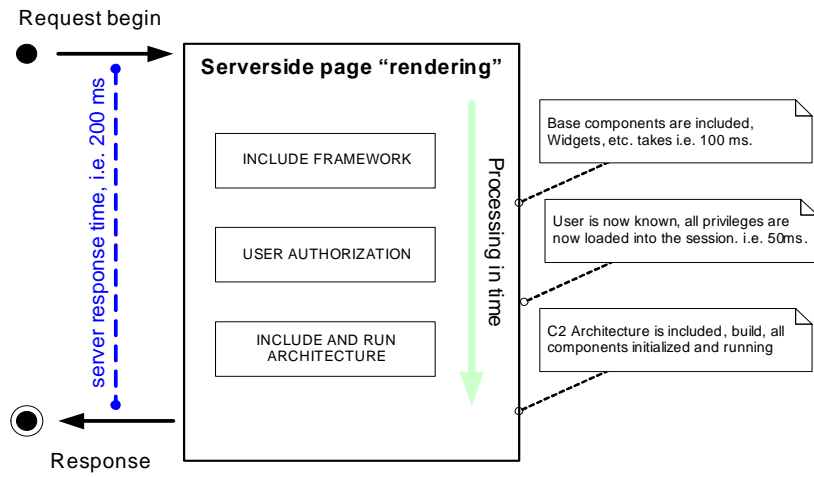 Request begin
Serverside page “rendering”
server response time, i.e. 200 ms
INCLUDE FRAMEWORK
USER AUTHORIZATION
INCLUDE AND RUN
ARCHITECTURE
Processing in time
Base components are included,
Widgets, etc. takes i.e. 100 ms.
User is now known, all privileges are
now loaded into the session. i.e. 50ms.
C2 Architecture is included, build, all
components initialized and running
Response